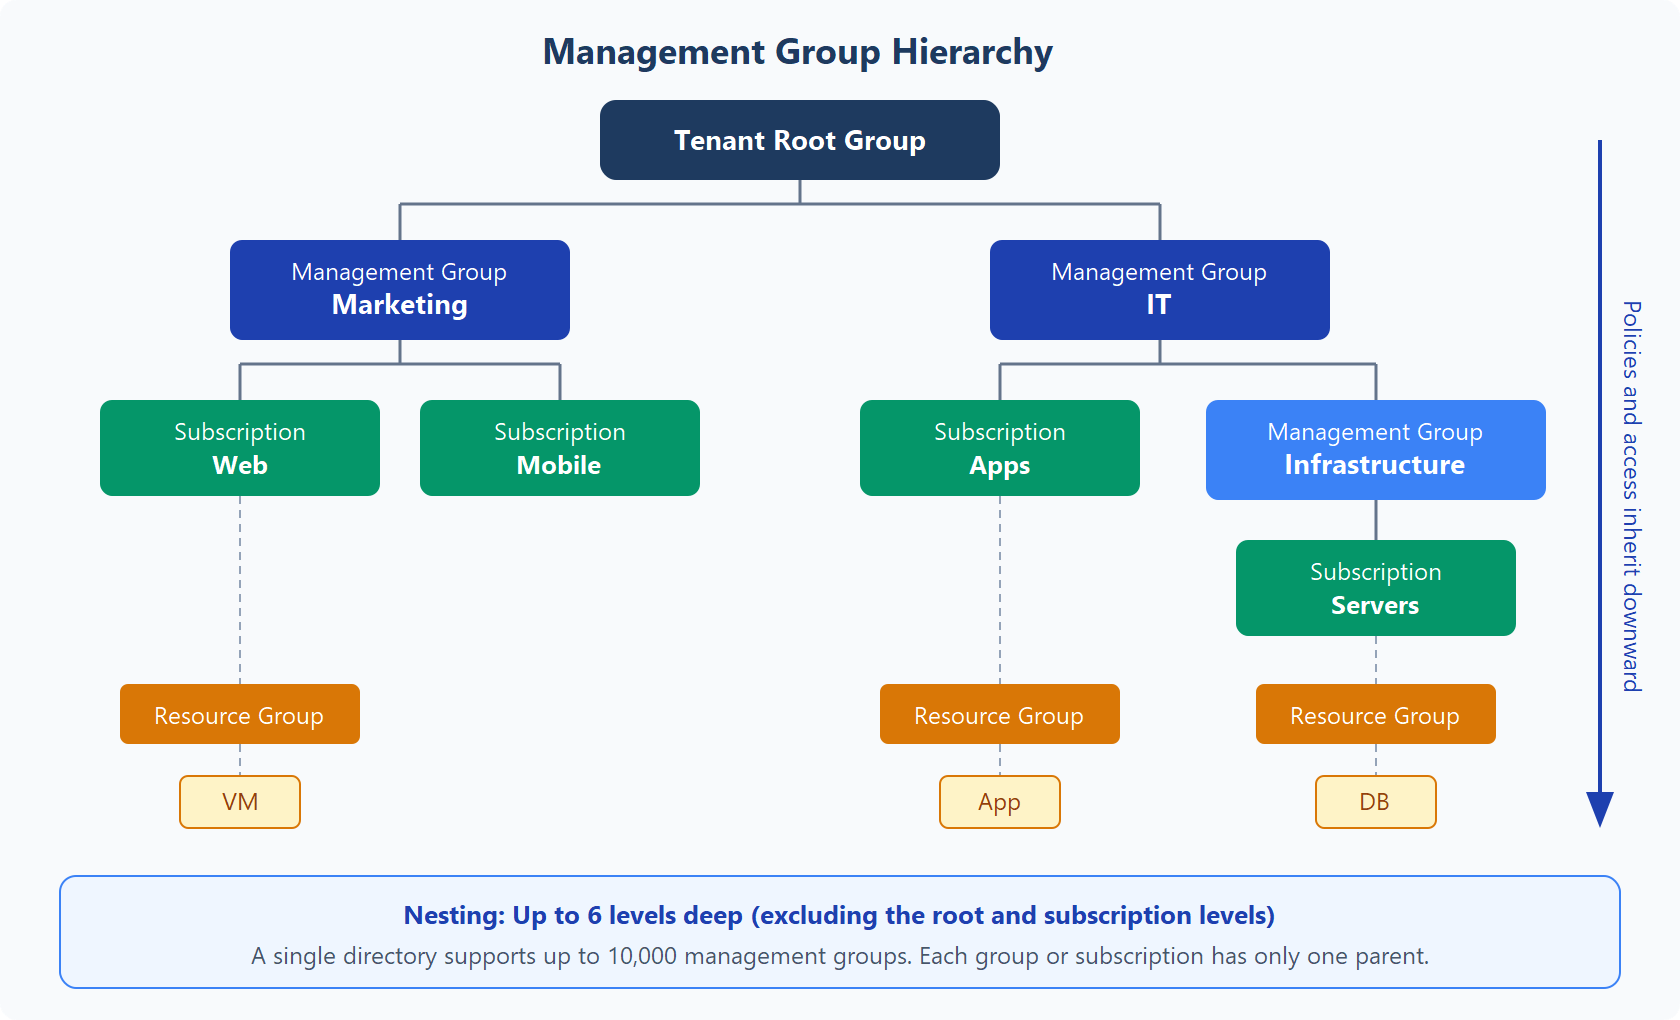 Management Group Hierarchy
Tenant Root Group
Management Group
Marketing
Management Group
IT
Subscription
Web
Subscription
Mobile
Subscription
Apps
Management Group
Infrastructure
Subscription
Servers
Resource Group
Resource Group
Resource Group
VM
App
DB
Policies and access inherit downward
Nesting: Up to 6 levels deep (excluding the root and subscription levels)
A single directory supports up to 10,000 management groups. Each group or subscription has only one parent.